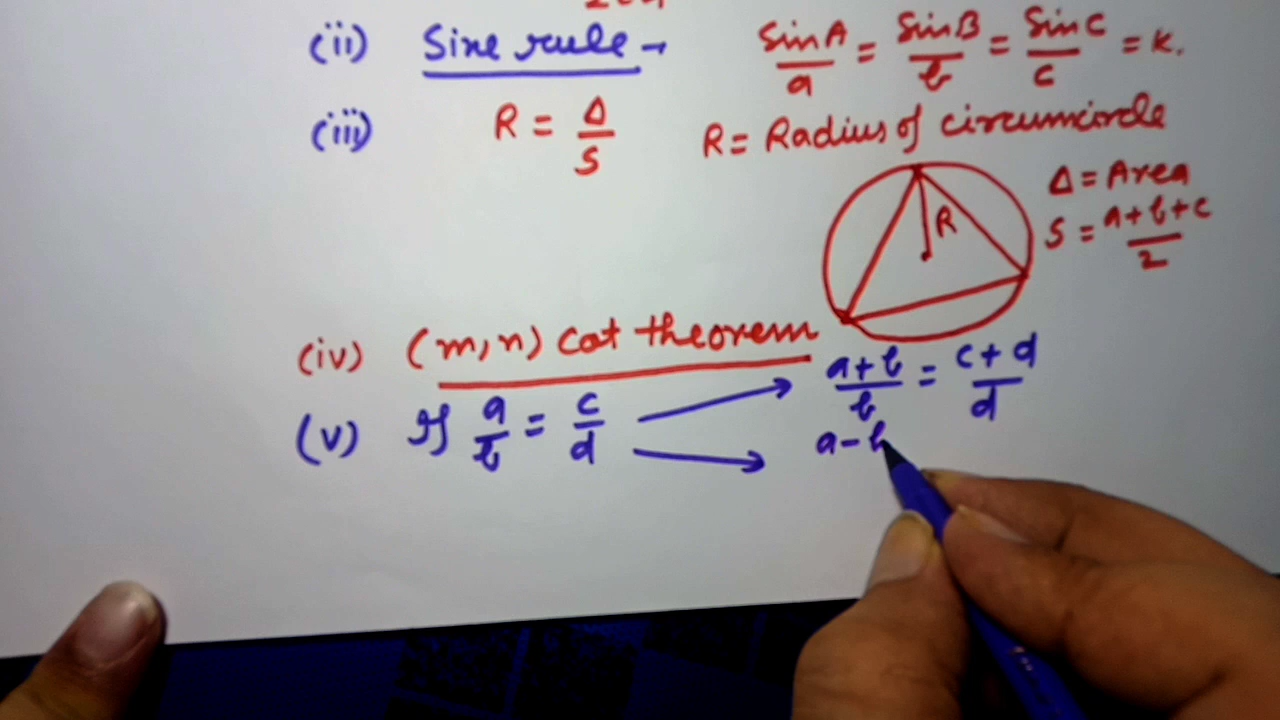 (ii) Sine rule → sinA/a = sinB/b = sinC/c = k.
(iii) R = Δ/S R = Radius of circumcircle
Δ = Area
R
S = a+b+c/2
(iv) (m,n) cot theorem
(v) If a/b = c/d a+b/b = c+d/d
a-b